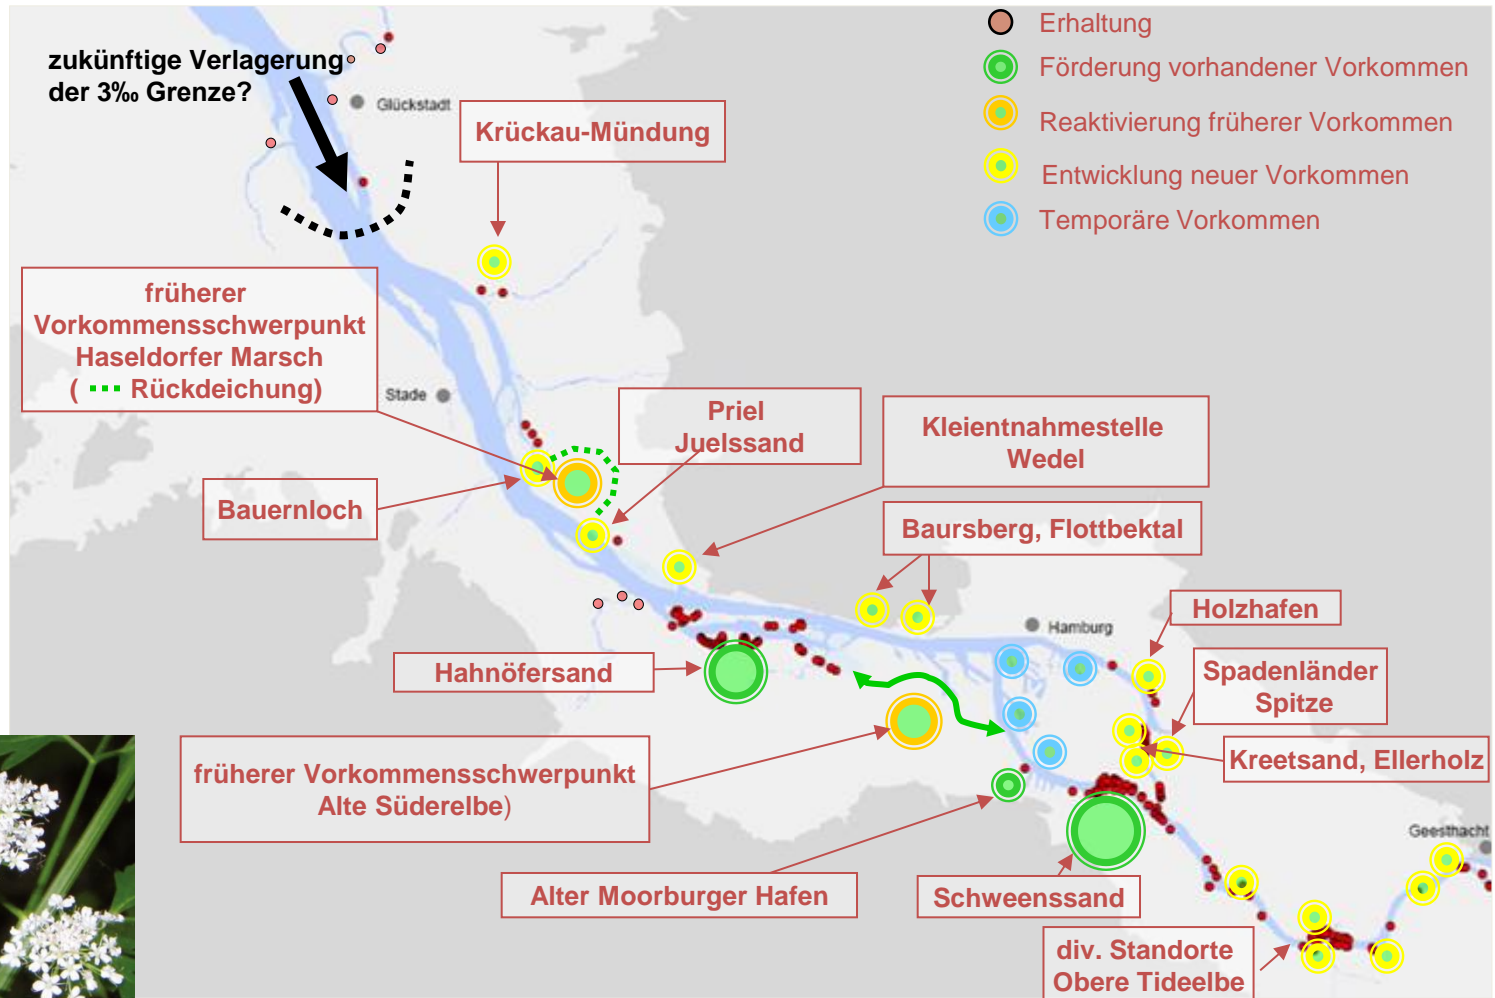 zukünftige Verlagerung
der 3‰ Grenze?
Glückstadt
Krückau-Mündung
Erhaltung
Förderung vorhandener Vorkommen
Reaktivierung früherer Vorkommen
Entwicklung neuer Vorkommen
Temporäre Vorkommen
früherer
Vorkommensschwerpunkt
Haseldorfer Marsch
( Rückdeichung)
Stade
Priel
Juelssand
Kleientnahmestelle
Wedel
Bauernloch
Baursberg, Flottbektal
Holzhafen
Hamburg
Hahnöfersand
Spadenländer
Spitze
Kreetsand, Ellerholz
früherer Vorkommensschwerpunkt
Alte Süderelbe)
Geesthacht
Alter Moorburger Hafen
Schweenssand
div. Standorte
Obere Tideelbe